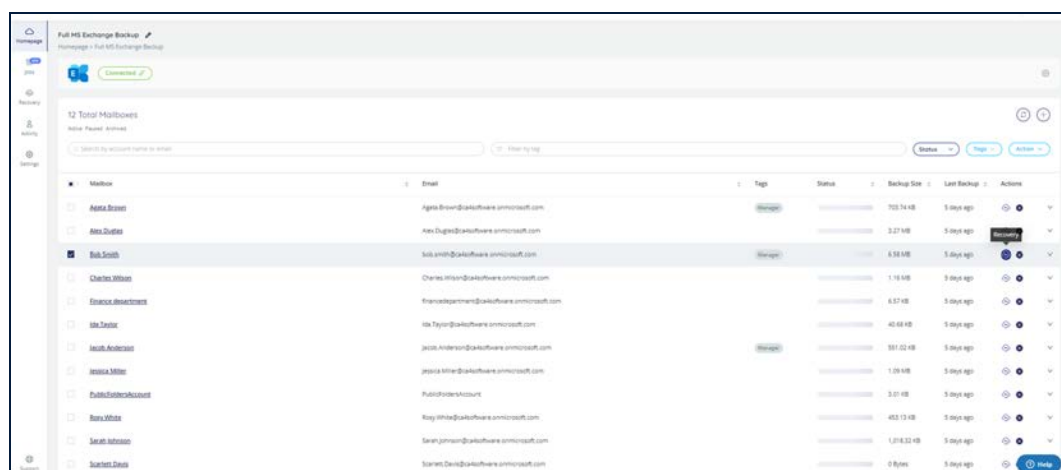 Homepage
Full MS Exchange Backup
Homepage > Full MS Exchange Backup
Jobs
Connected
Recovery
12 Total Mailboxes
Activity
Active Paused Archived
Search by account name or email
Filter by tag
Status
Tags
Action
Settings
Mailbox Email Tags Status Backup Size Last Backup Actions
Agata Brown Agata.Brown@ca4software.onmicrosoft.com Manager 703.74 KB 5 days ago
Alex Dugles Alex.Dugles@ca4software.onmicrosoft.com 3.27 MB 5 days ago
Recovery
Bob Smith bob.smith@ca4software.onmicrosoft.com Manager 6.58 MB 5 days ago
Charles Wilson Charles.Wilson@ca4software.onmicrosoft.com 1.16 MB 5 days ago
Finance department financedepartment@ca4software.onmicrosoft.com 6.57 KB 5 days ago
Ida Taylor Ida.Taylor@ca4software.onmicrosoft.com 40.68 KB 5 days ago
Jacob Anderson Jacob.Anderson@ca4software.onmicrosoft.com Manager 551.02 KB 5 days ago
Jessica Miller Jessica.Miller@ca4software.onmicrosoft.com 1.09 MB 5 days ago
PublicFoldersAccount PublicFoldersAccount 3.01 KB 5 days ago
Roxy White Roxy.White@ca4software.onmicrosoft.com 453.13 KB 5 days ago
Sarah Johnson Sarah.Johnson@ca4software.onmicrosoft.com 1,018.32 KB 5 days ago
Scarlett Davis Scarlett.Davis@ca4software.onmicrosoft.com 0 Bytes 5 days ago
Support
Help